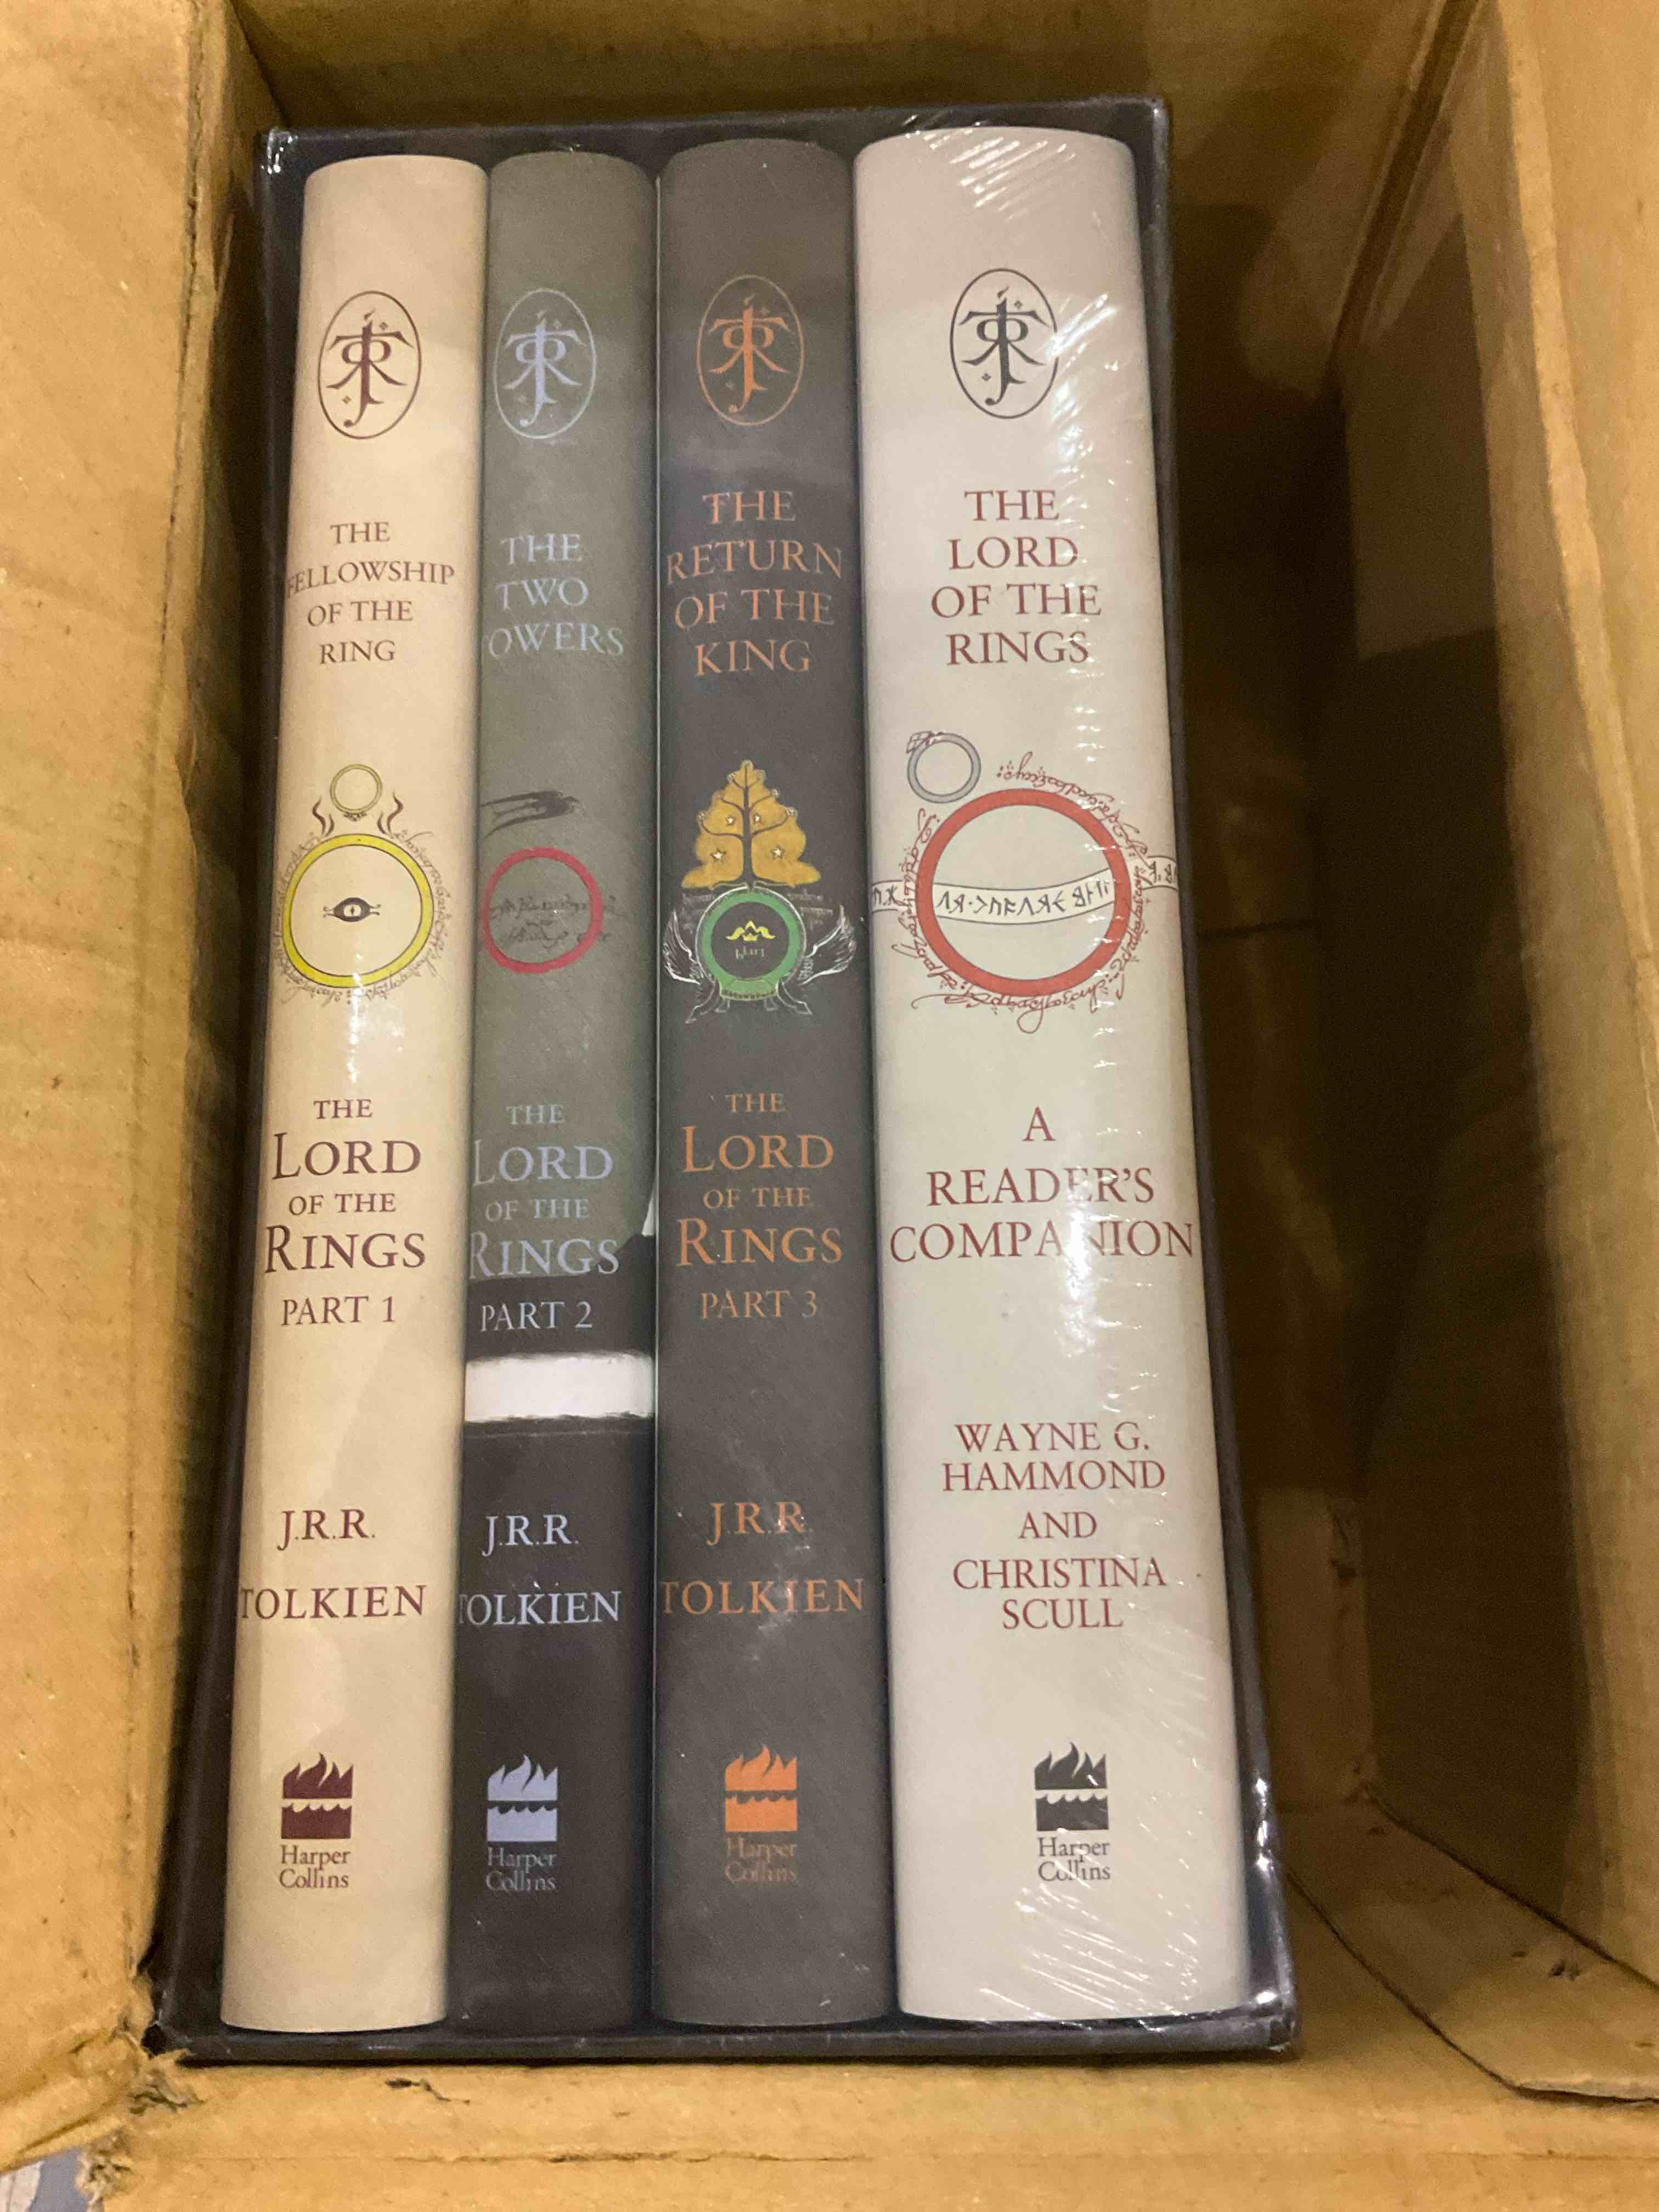 THE
FELLOWSHIP
OF THE
RING
THE
LORD
OF THE
RINGS
PART 1
J.R.R.
TOLKIEN
Harper
Collins
THE
TWO
TOWERS
THE
LORD
OF THE
RINGS
PART 2
J.R.R.
TOLKIEN
Harper
Collins
THE
RETURN
OF THE
KING
THE
LORD
OF THE
RINGS
PART 3
J.R.R.
TOLKIEN
Harper
Collins
THE
LORD
OF THE
RINGS
A
READER'S
COMPANION
WAYNE G.
HAMMOND
AND
CHRISTINA
SCULL
Harper
Collins